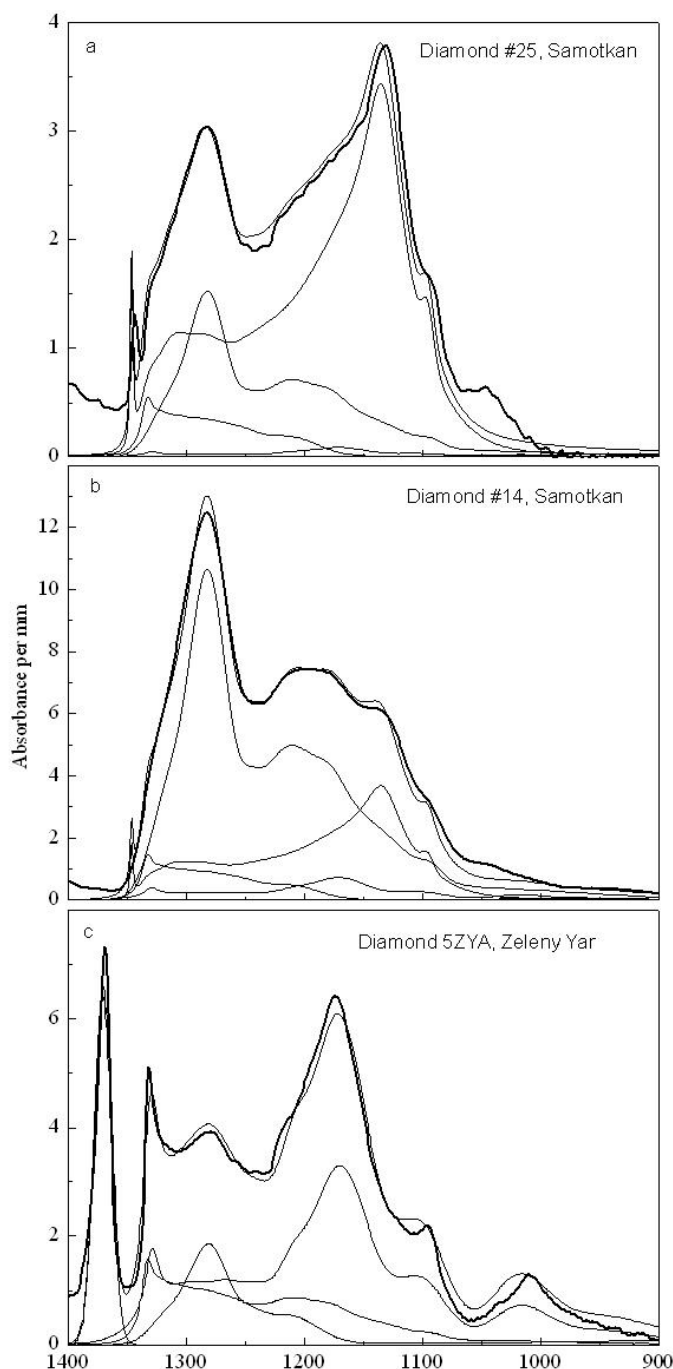 4
a
Diamond #25, Samotkan
3
2
1
0
b
Diamond #14, Samotkan
12
10
8
6
4
2
0
Absorbance per mm
c
Diamond 5ZYA, Zeleny Yar
6
4
2
0
1400 1300 1200 1100 1000 900